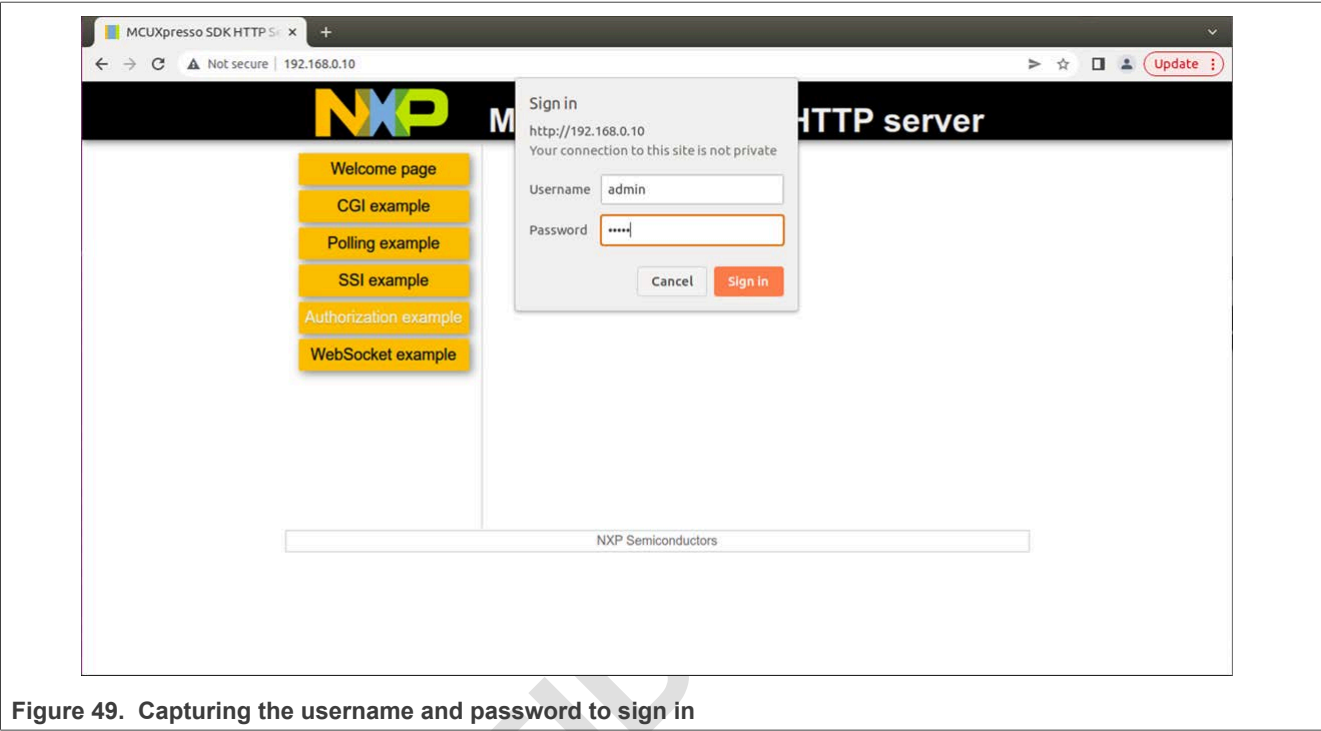 MCUXpresso SDK HTTP Se
Not secure | 192.168.0.10
Update
NXP M HTTP server
Sign in
http://192.168.0.10
Your connection to this site is not private
Username admin
Password •••••
Cancel Sign in
Welcome page
CGI example
Polling example
SSI example
Authorization example
WebSocket example
NXP Semiconductors
Figure 49. Capturing the username and password to sign in